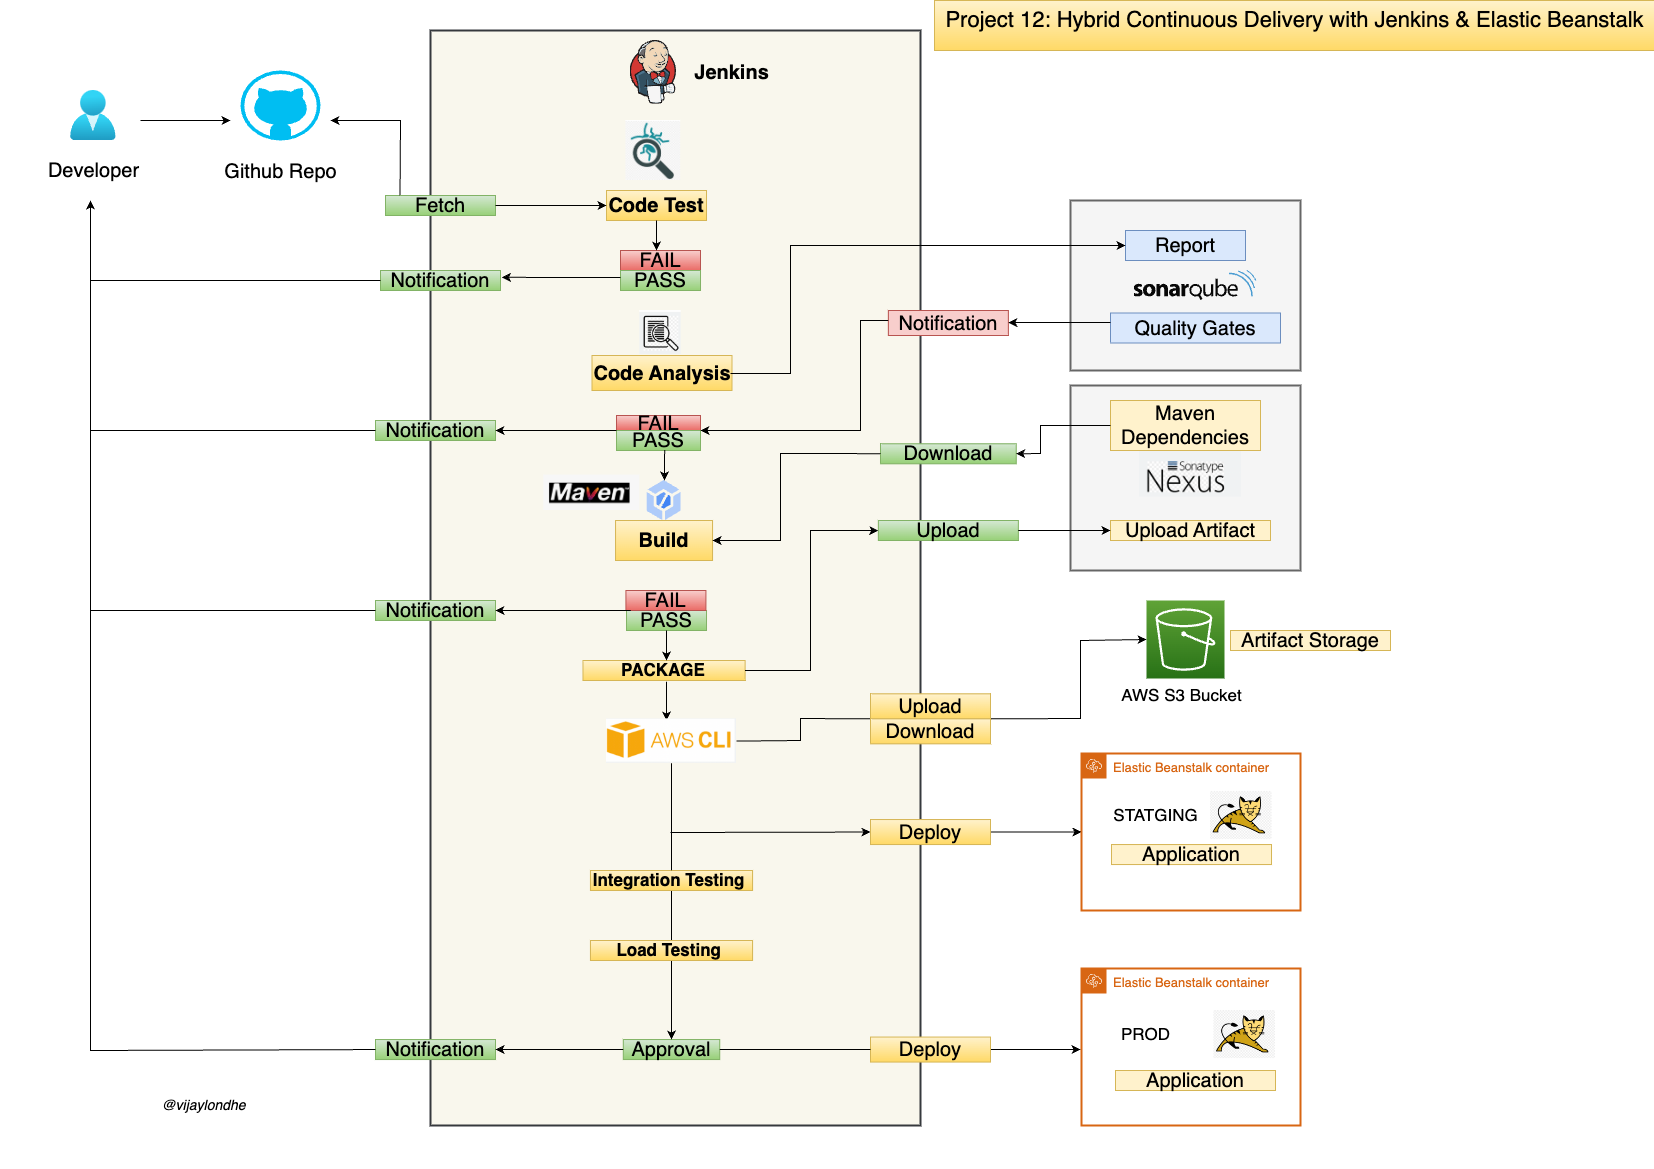 Project 12: Hybrid Continuous Delivery with Jenkins & Elastic Beanstalk
Jenkins
Developer
Github Repo
Fetch
Code Test
FAIL
PASS
Notification
Report
sonarqube
Quality Gates
Notification
Code Analysis
FAIL
PASS
Notification
Maven
Dependencies
Sonatype
Nexus
Download
Maven
Build
Upload
Upload Artifact
FAIL
PASS
Notification
PACKAGE
Artifact Storage
AWS S3 Bucket
Upload
Download
AWS CLI
Elastic Beanstalk container
STATGING
Application
Deploy
Integration Testing
Load Testing
Elastic Beanstalk container
PROD
Application
Notification
Approval
Deploy
@vijaylondhe